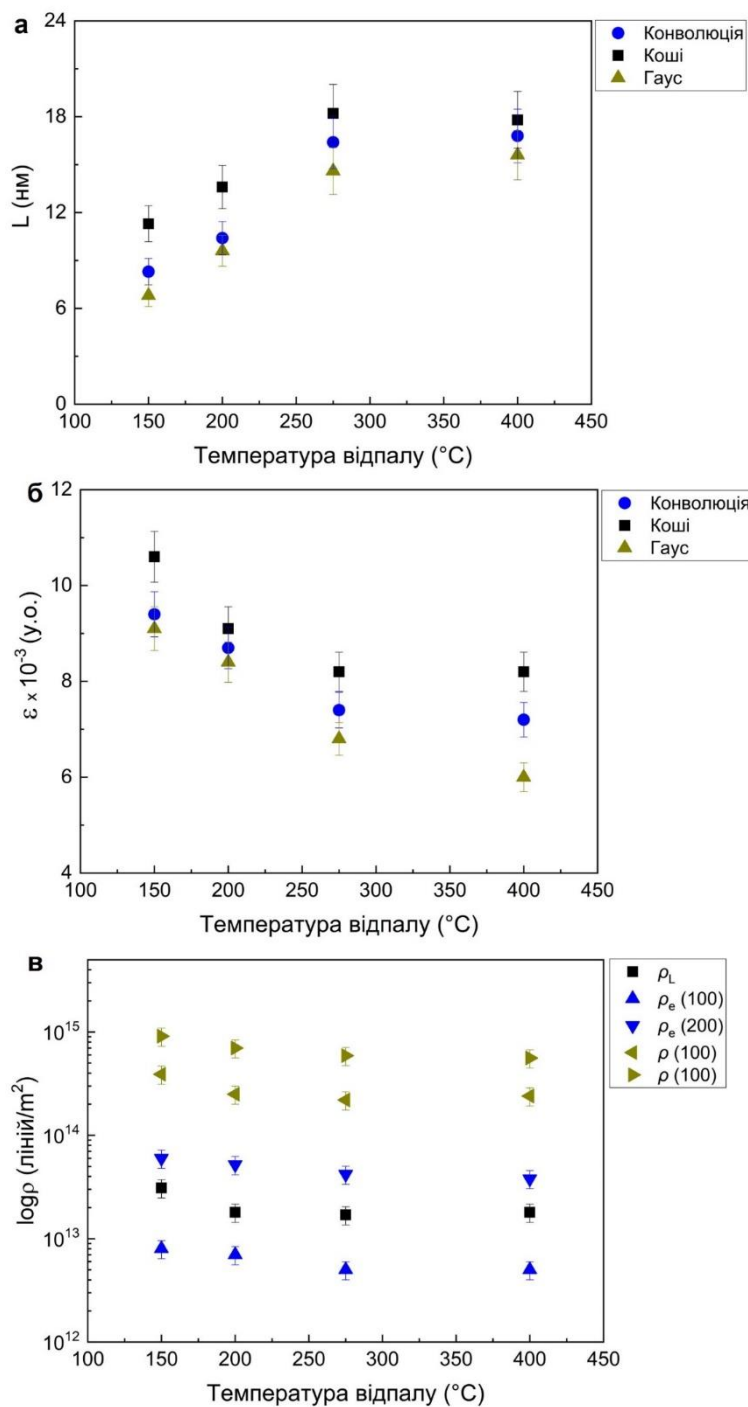 а
24
18
12
6
0
L (нм)
100 150 200 250 300 350 400 450
Температура відпалу (°C)
Конволюція
Коші
Гаус
б
12
10
8
6
4
ε x 10⁻³ (у.о.)
100 150 200 250 300 350 400 450
Температура відпалу (°C)
Конволюція
Коші
Гаус
в
10¹⁵
10¹⁴
10¹³
10¹²
logρ (ліній/m²)
100 150 200 250 300 350 400 450
Температура відпалу (°C)
ρL
ρe (100)
ρe (200)
ρ (100)
ρ (100)